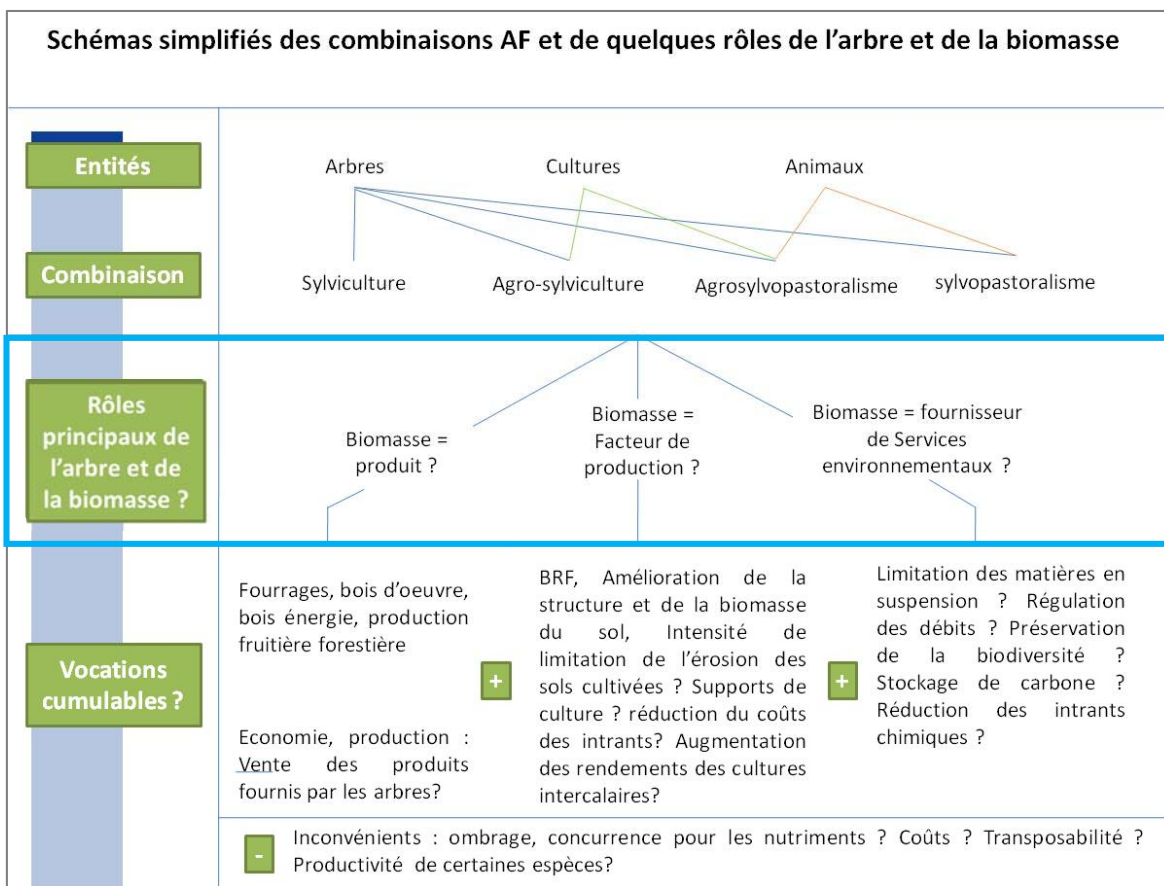 Schémas simplifiés des combinaisons AF et de quelques rôles de l’arbre et de la biomasse
Entités
Arbres
Cultures
Animaux
Combinaison
Sylviculture
Agro-sylviculture
Agrosylvopastoralisme
sylvopastoralisme
Rôles
principaux de
l’arbre et de
la biomasse ?
Biomasse =
produit ?
Biomasse =
Facteur de
production ?
Biomasse = fournisseur
de Services
environnementaux ?
Vocations
cumulables ?
Fourrages, bois d’oeuvre,
bois énergie, production
fruitière forestière
Economie, production :
Vente des produits
fournis par les arbres?
+
BRF, Amélioration de la
structure et de la biomasse
du sol, Intensité de
limitation de l’érosion des
sols cultivées ? Supports de
culture ? réduction du coûts
des intrants? Augmentation
des rendements des cultures
intercalaires?
+
Limitation des matières en
suspension ? Régulation
des débits ? Préservation
de la biodiversité ?
Stockage de carbone ?
Réduction des intrants
chimiques ?
-
Inconvénients : ombrage, concurrence pour les nutriments ? Coûts ? Transposabilité ?
Productivité de certaines espèces?